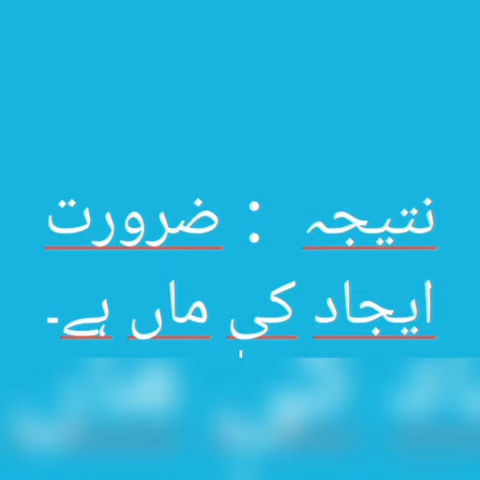 نتیجہ : ضرورت
ایجاد کی ماں ہے۔